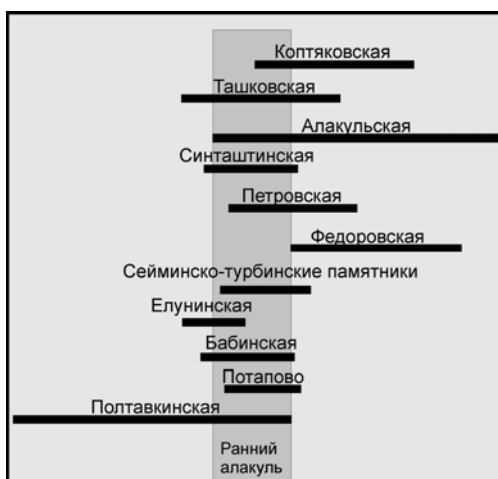 Коптяковская
Ташковская
Алакульская
Синташтинская
Петровская
Федоровская
Сейминско-турбинские памятники
Елунинская
Бабинская
Потапово
Полтавкинская
Ранний
алакуль